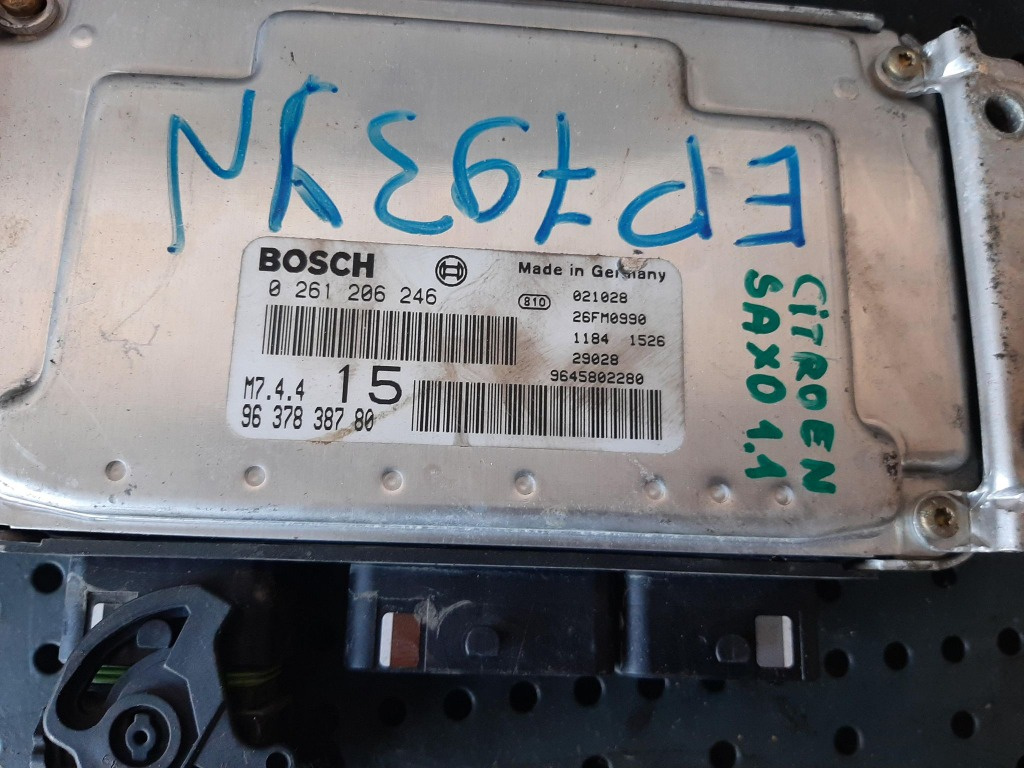 EP793YN
BOSCH
Made in Germany
0 261 206 246
810
021028
26FM0990
1184 1526
29028
9645802280
M7.4.4 15
96 378 387 80
CiTROEN
SAXO 1.1